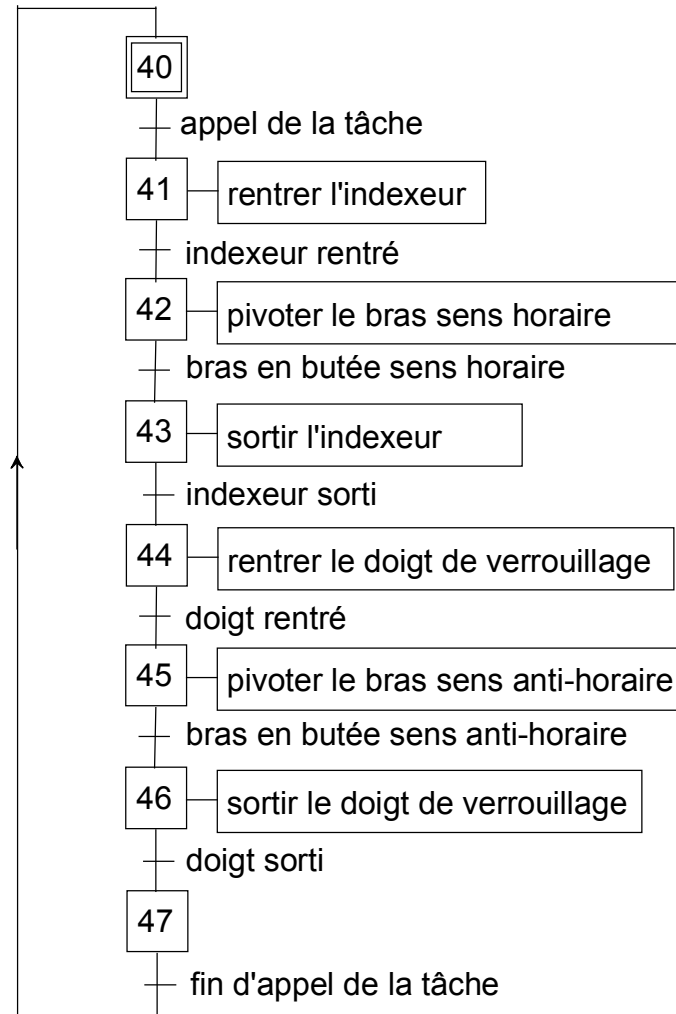 40
appel de la tâche
41 rentrer l'indexeur
indexeur rentré
42 pivoter le bras sens horaire
bras en butée sens horaire
43 sortir l'indexeur
indexeur sorti
44 rentrer le doigt de verrouillage
doigt rentré
45 pivoter le bras sens anti-horaire
bras en butée sens anti-horaire
46 sortir le doigt de verrouillage
doigt sorti
47
fin d'appel de la tâche